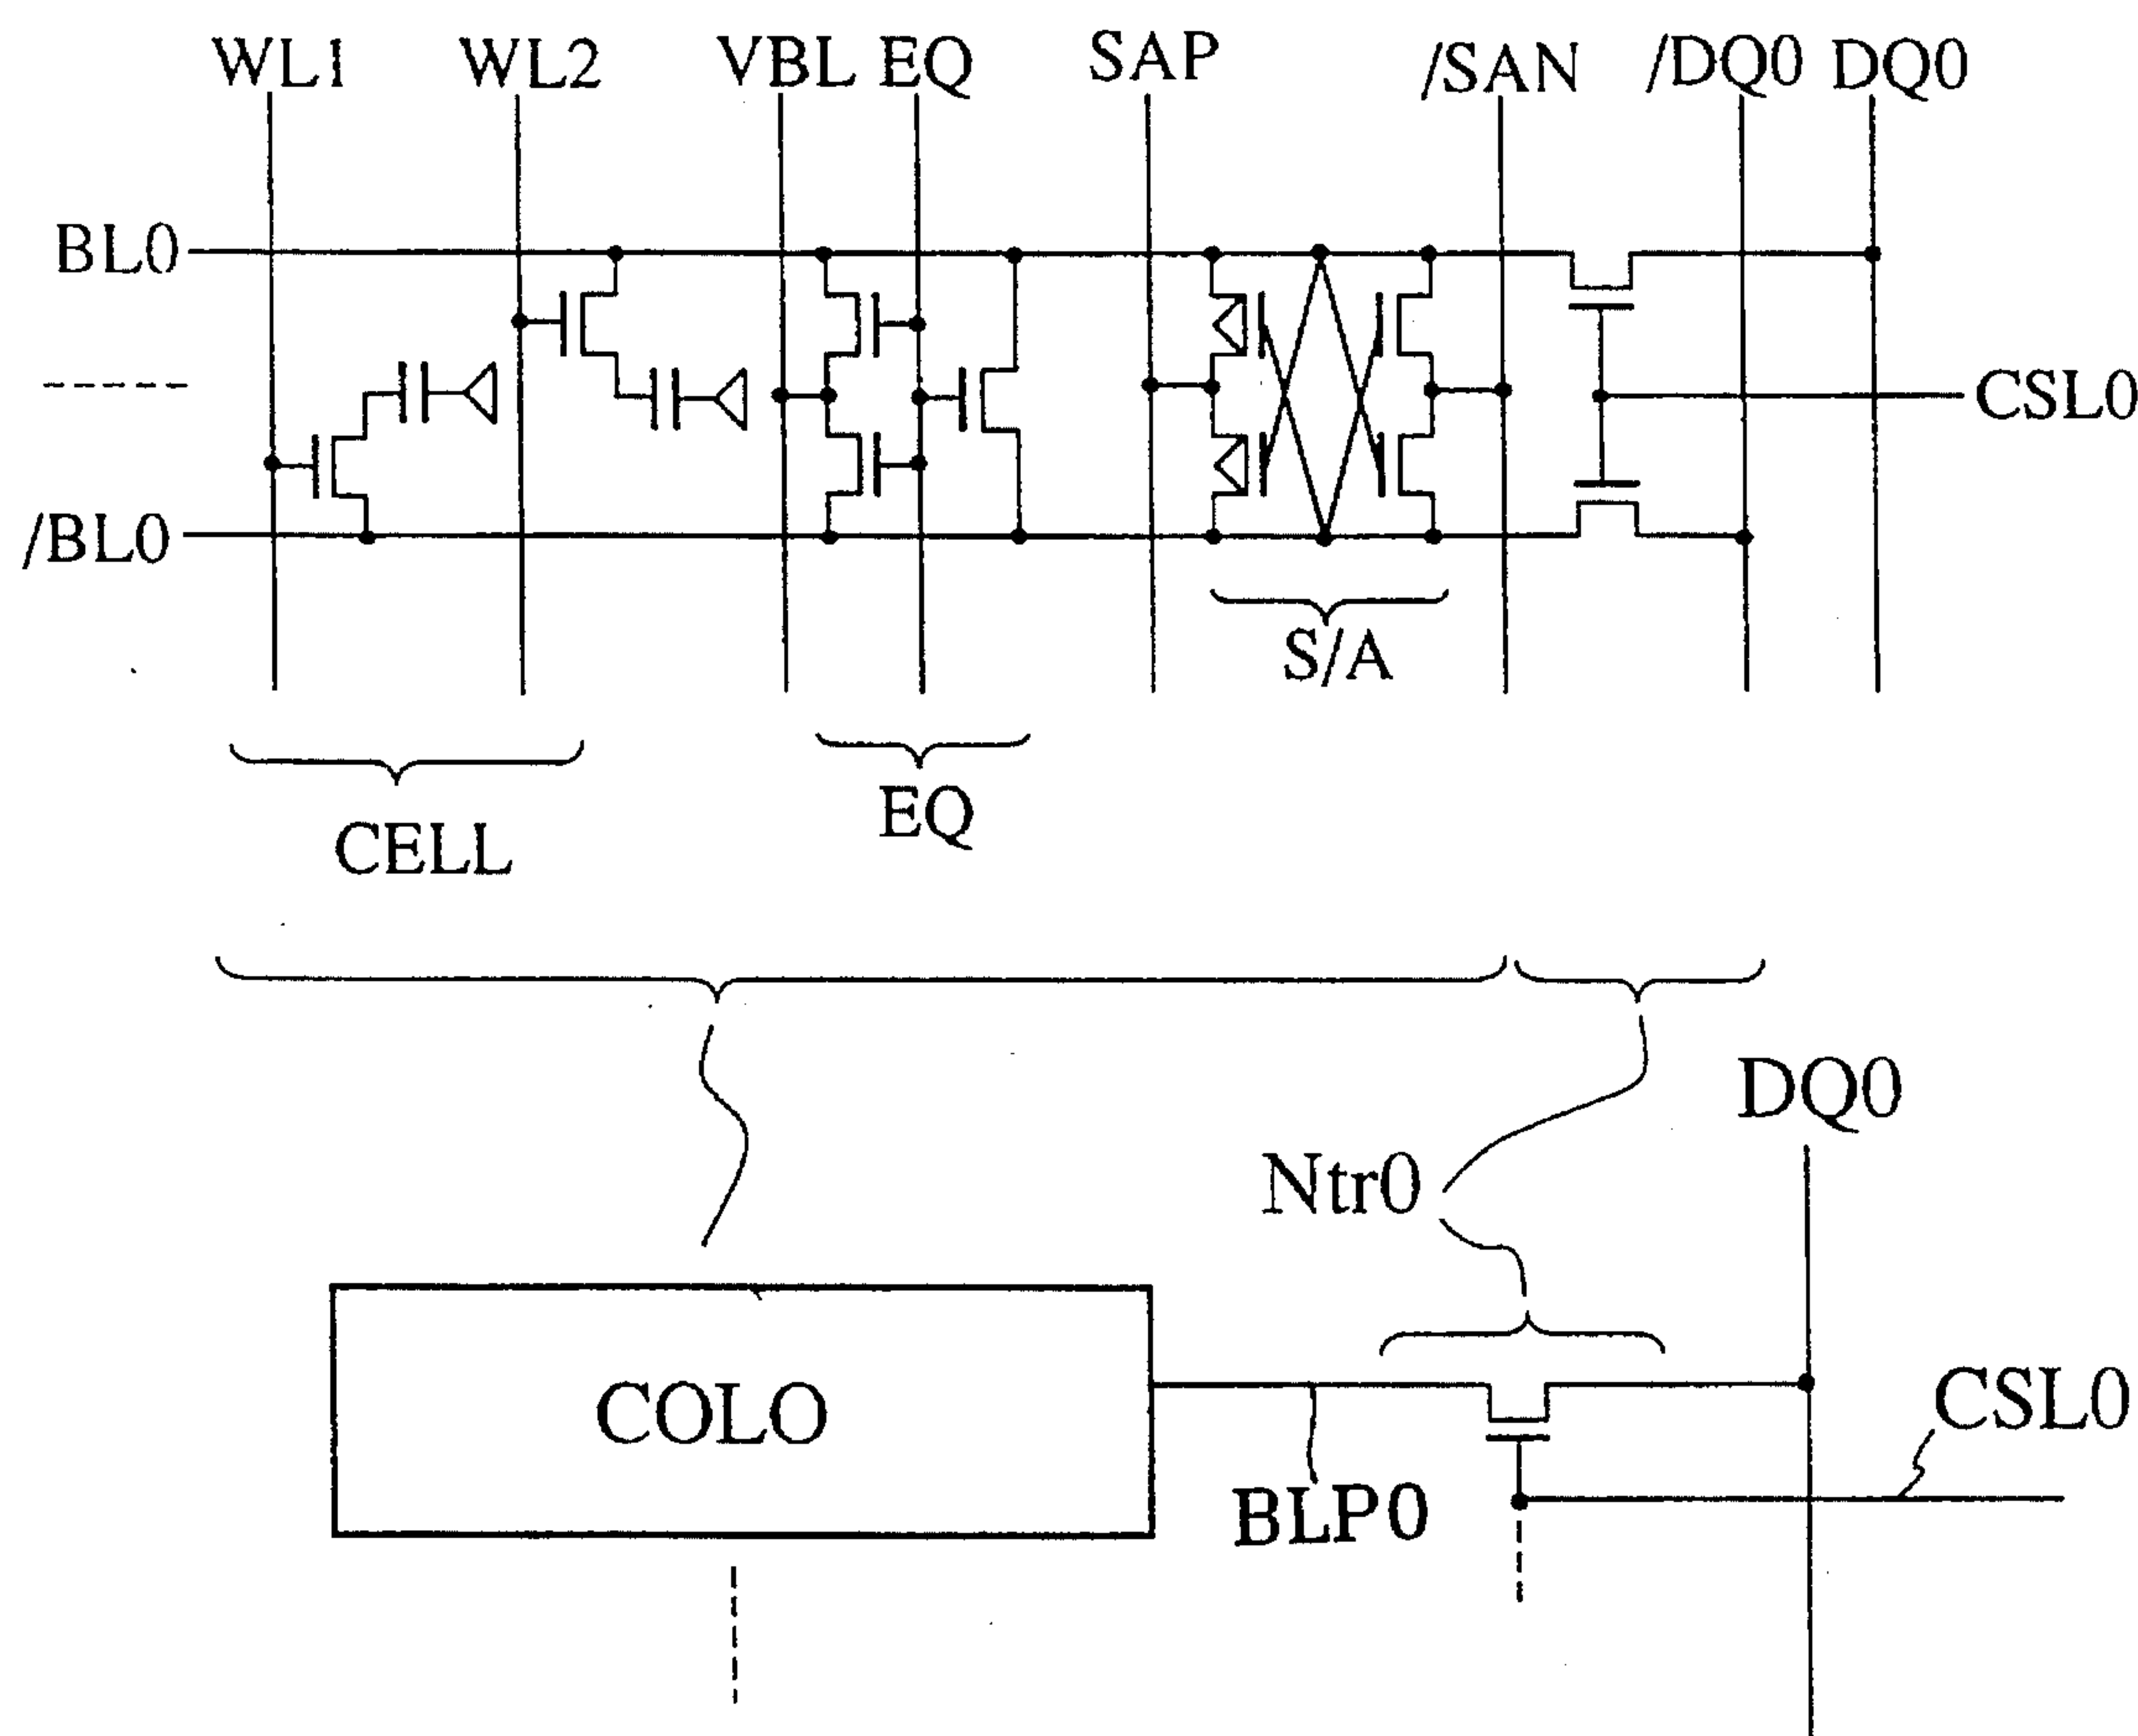 WL1 WL2 VBL EQ SAP /SAN /DQ0 DQ0
BL0
CSL0
/BL0
S/A
EQ
CELL
DQ0
Ntr0
COLO
CSL0
BLP0